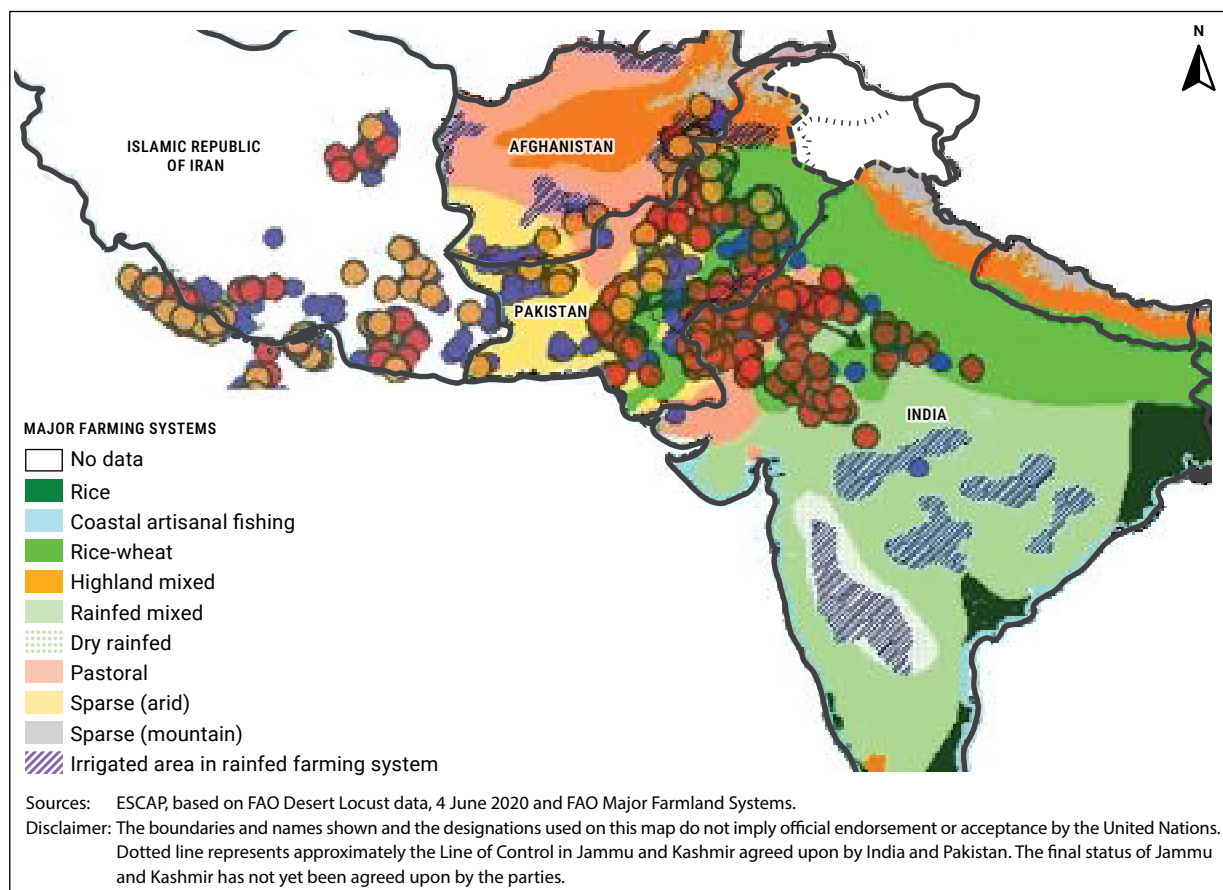 N
ISLAMIC REPUBLIC
OF IRAN
AFGHANISTAN
PAKISTAN
INDIA
MAJOR FARMING SYSTEMS
No data
Rice
Coastal artisanal fishing
Rice-wheat
Highland mixed
Rainfed mixed
Dry rainfed
Pastoral
Sparse (arid)
Sparse (mountain)
Irrigated area in rainfed farming system
Sources: ESCAP, based on FAO Desert Locust data, 4 June 2020 and FAO Major Farmland Systems.
Disclaimer: The boundaries and names shown and the designations used on this map do not imply official endorsement or acceptance by the United Nations.
Dotted line represents approximately the Line of Control in Jammu and Kashmir agreed upon by India and Pakistan. The final status of Jammu
and Kashmir has not yet been agreed upon by the parties.